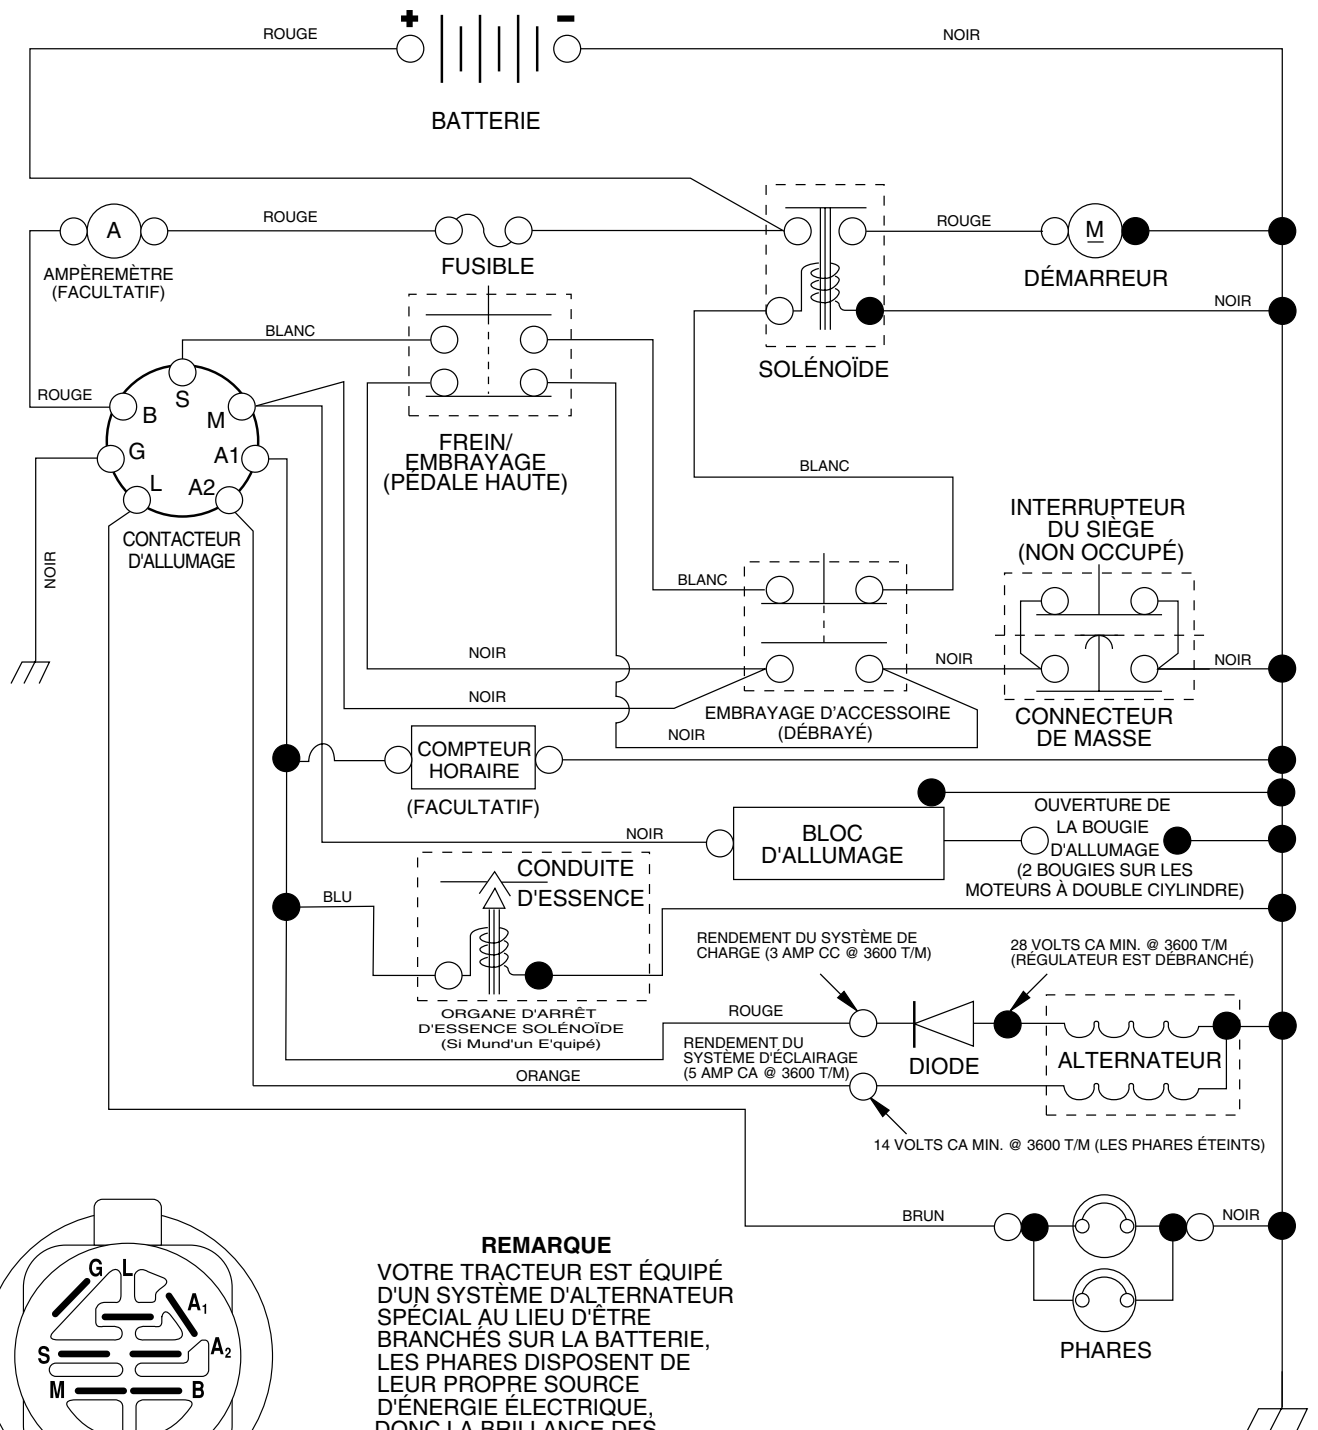 + -
ROUGE
NOIR
BATTERIE
A
ROUGE
ROUGE
M
AMPÈREMÈTRE
(FACULTATIF)
FUSIBLE
DÉMARREUR
NOIR
BLANC
SOLÉNOÏDE
ROUGE
B
S
M
G
A1
L
A2
CONTACTEUR
D'ALLUMAGE
NOIR
FREIN/
EMBRAYAGE
(PÉDALE HAUTE)
BLANC
INTERRUPTEUR
DU SIÈGE
(NON OCCUPÉ)
BLANC
NOIR
NOIR
NOIR
NOIR
EMBRAYAGE D'ACCESSOIRE
(DÉBRAYÉ)
NOIR
CONNECTEUR
DE MASSE
COMPTEUR
HORAIRE
(FACULTATIF)
NOIR
BLOC
D'ALLUMAGE
OUVERTURE DE
LA BOUGIE
D'ALLUMAGE
(2 BOUGIES SUR LES
MOTEURS À DOUBLE CIYLINDRE)
CONDUITE
D'ESSENCE
BLU
ORGANE D'ARRÊT
D'ESSENCE SOLÉNOÏDE
(Si Mund'un E'quipé)
RENDEMENT DU SYSTÈME DE
CHARGE (3 AMP CC @ 3600 T/M)
28 VOLTS CA MIN. @ 3600 T/M
(RÉGULATEUR EST DÉBRANCHÉ)
ROUGE
RENDEMENT DU
SYSTÈME D'ÉCLAIRAGE
(5 AMP CA @ 3600 T/M)
DIODE
ALTERNATEUR
ORANGE
14 VOLTS CA MIN. @ 3600 T/M (LES PHARES ÉTEINTS)
BRUN
NOIR
PHARES
G L
A1
S
A2
M
B
REMARQUE
VOTRE TRACTEUR EST ÉQUIPÉ
D'UN SYSTÈME D'ALTERNATEUR
SPÉCIAL AU LIEU D'ÊTRE
BRANCHÉS SUR LA BATTERIE,
LES PHARES DISPOSENT DE
LEUR PROPRE SOURCE
D'ÉNERGIE ÉLECTRIQUE,
DONC LA BRILLANCE DES